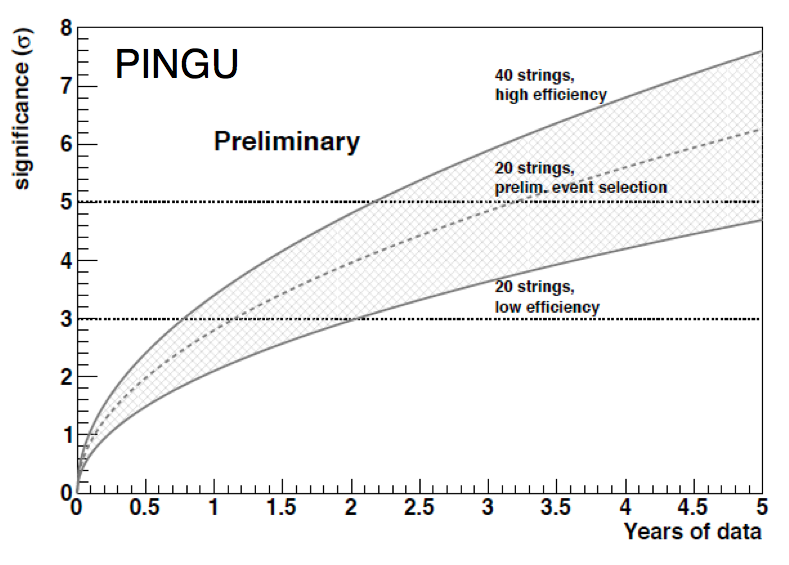 significance (σ)
8
7
6
5
4
3
2
1
0
PINGU
Preliminary
40 strings,
high efficiency
20 strings,
prelim. event selection
20 strings,
low efficiency
0 0.5 1 1.5 2 2.5 3 3.5 4 4.5 5
Years of data